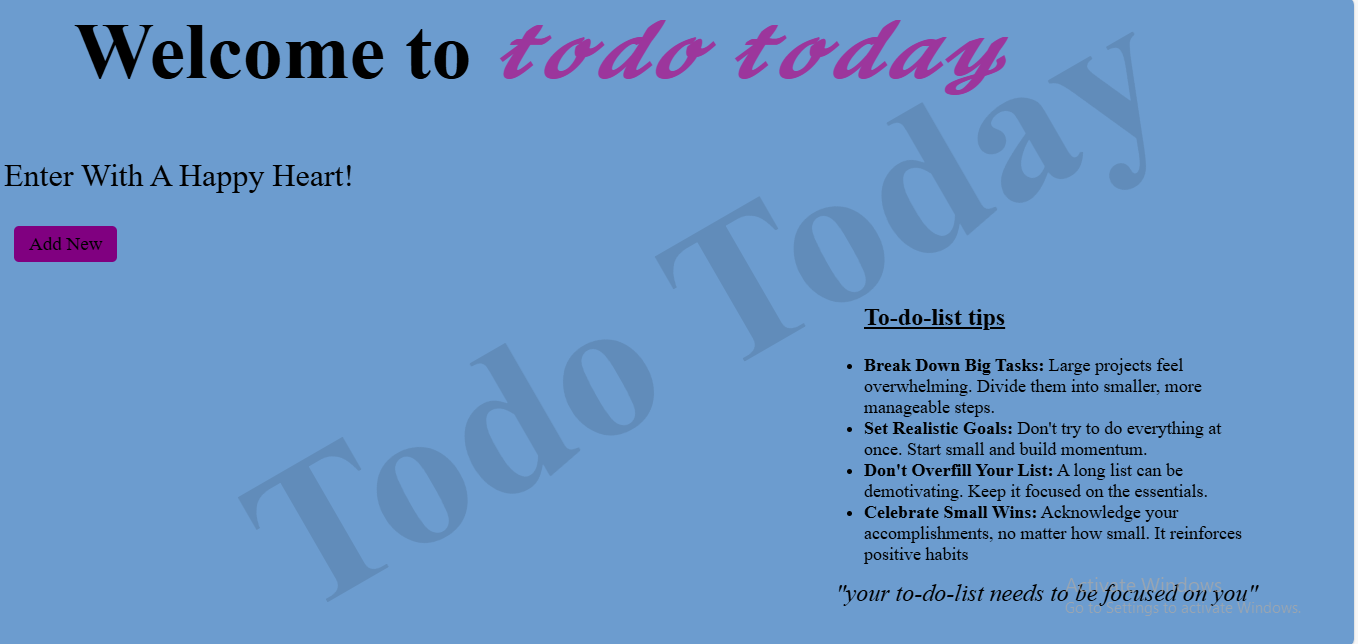 Welcome to todo today
Enter With A Happy Heart!
Add New
Todo Today
To-do-list tips
• Break Down Big Tasks: Large projects feel
overwhelming. Divide them into smaller, more
manageable steps.
• Set Realistic Goals: Don't try to do everything at
once. Start small and build momentum.
• Don't Overfill Your List: A long list can be
demotivating. Keep it focused on the essentials.
• Celebrate Small Wins: Acknowledge your
accomplishments, no matter how small. It reinforces
positive habits
"your to-do-list needs to be focused on you"
Activate Windows
Go to Settings to activate Windows.